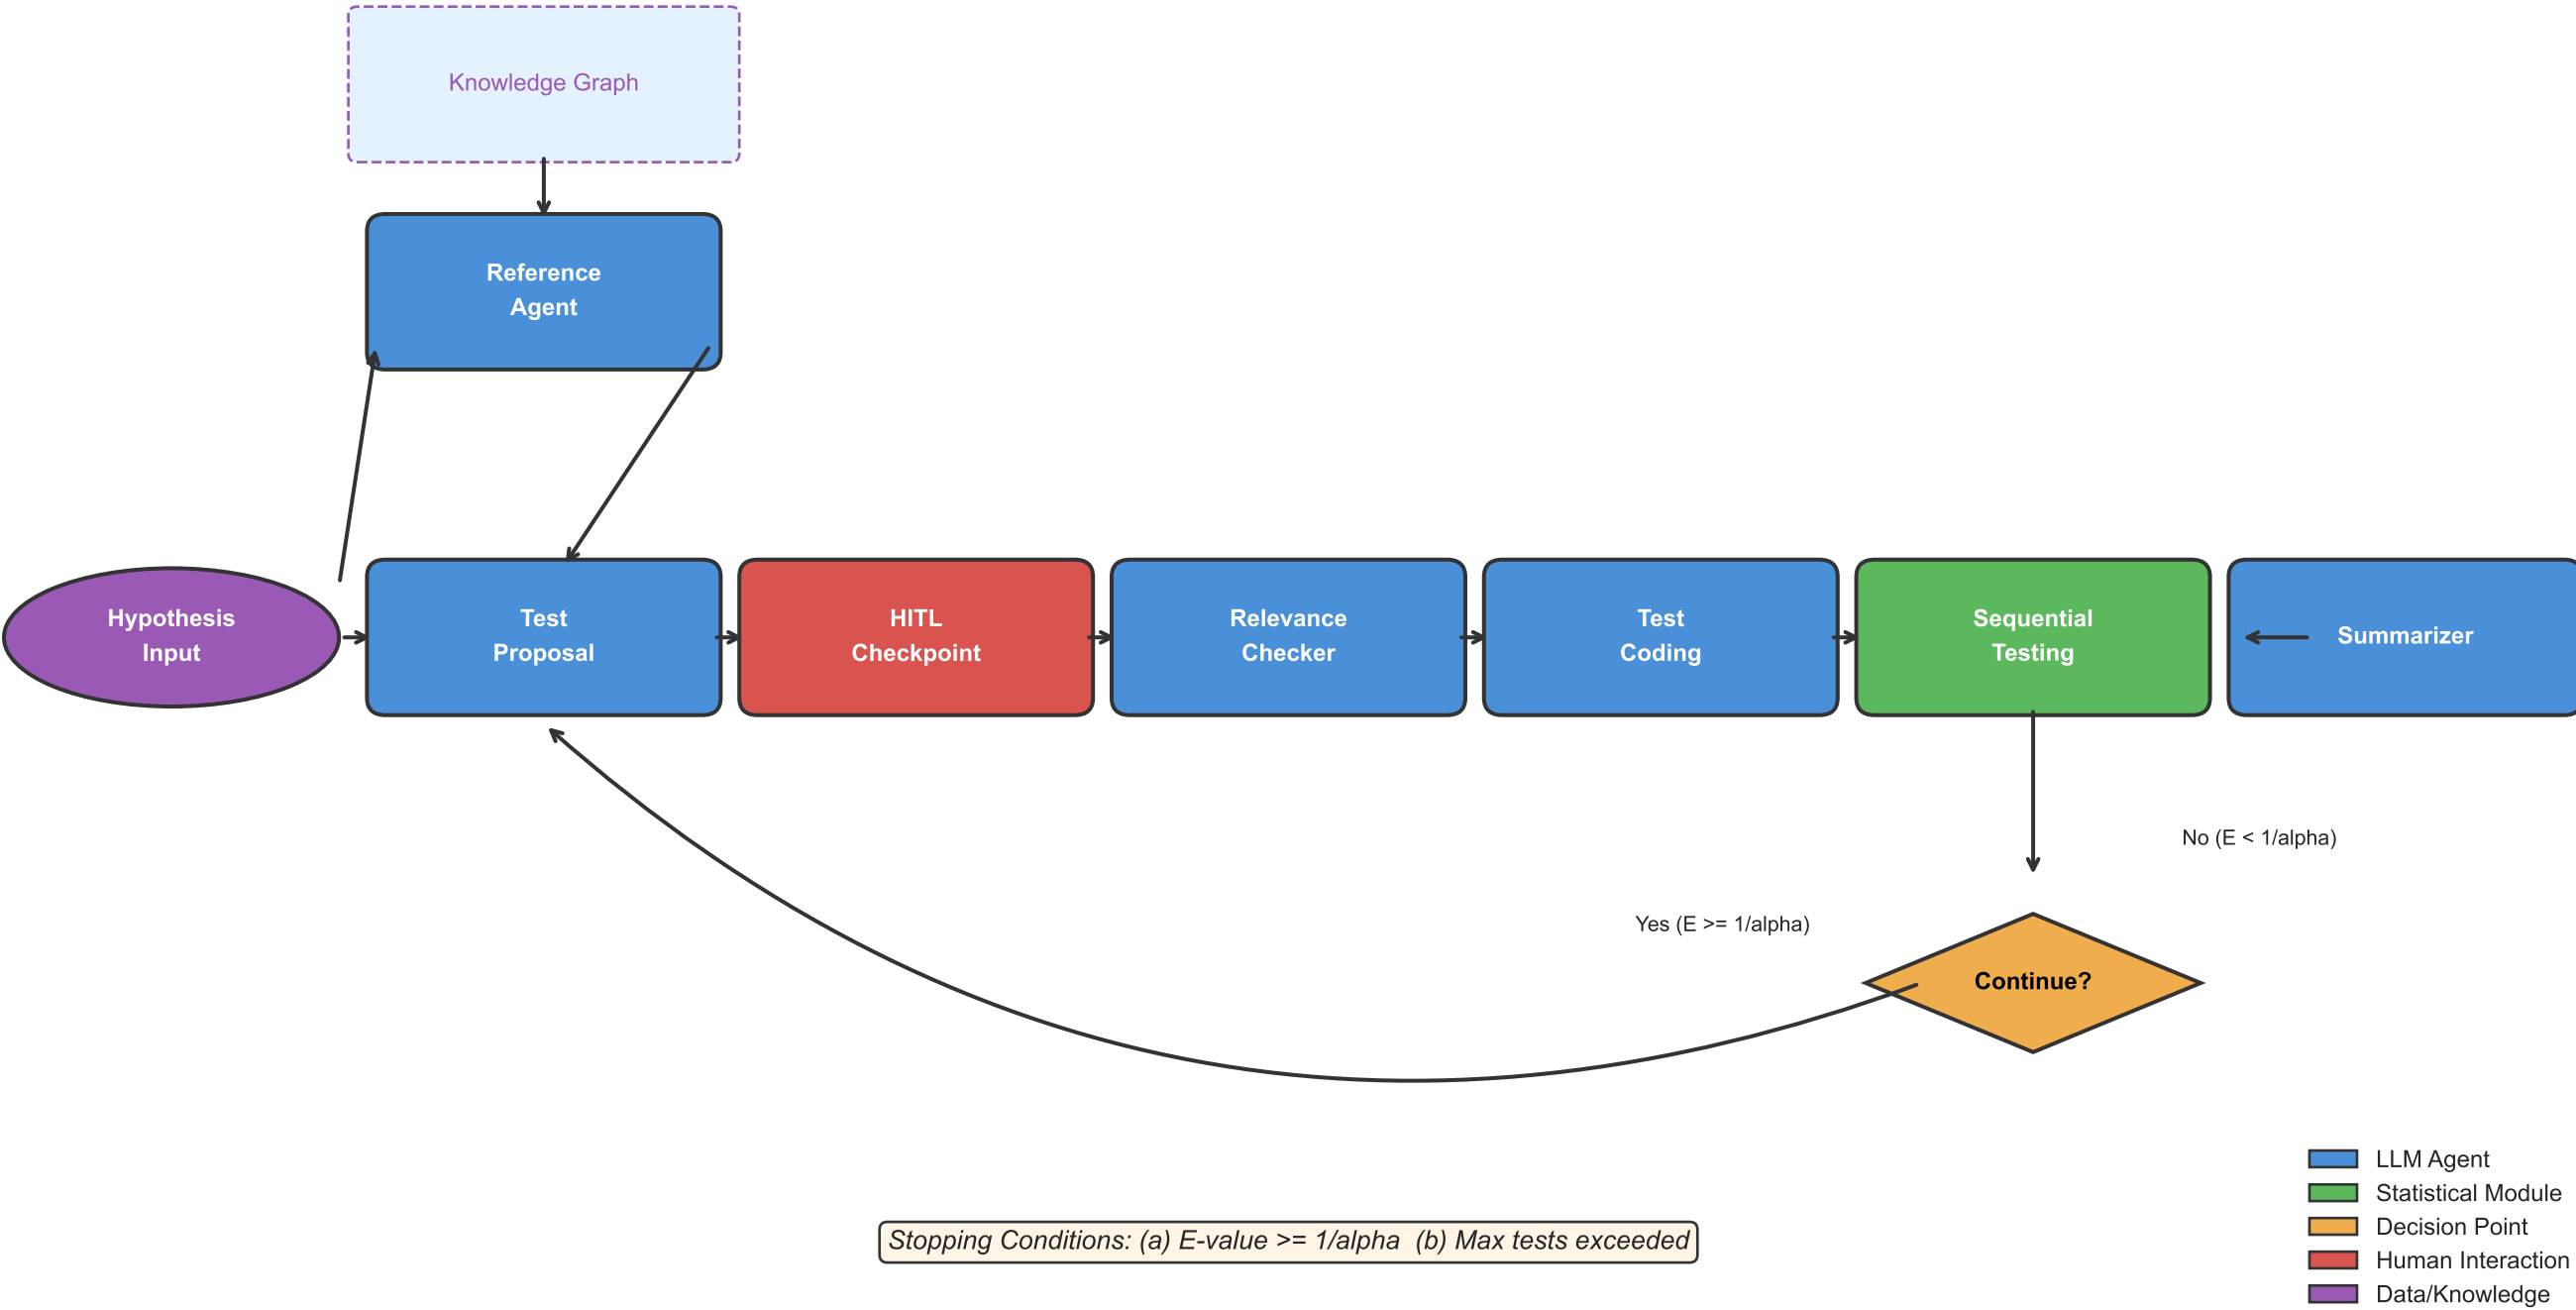 Knowledge Graph
Reference
Agent
Hypothesis
Input
Test
Proposal
HITL
Checkpoint
Relevance
Checker
Test
Coding
Sequential
Testing
Summarizer
No (E < 1/alpha)
Yes (E >= 1/alpha)
Continue?
Stopping Conditions: (a) E-value >= 1/alpha  (b) Max tests exceeded
LLM Agent
Statistical Module
Decision Point
Human Interaction
Data/Knowledge